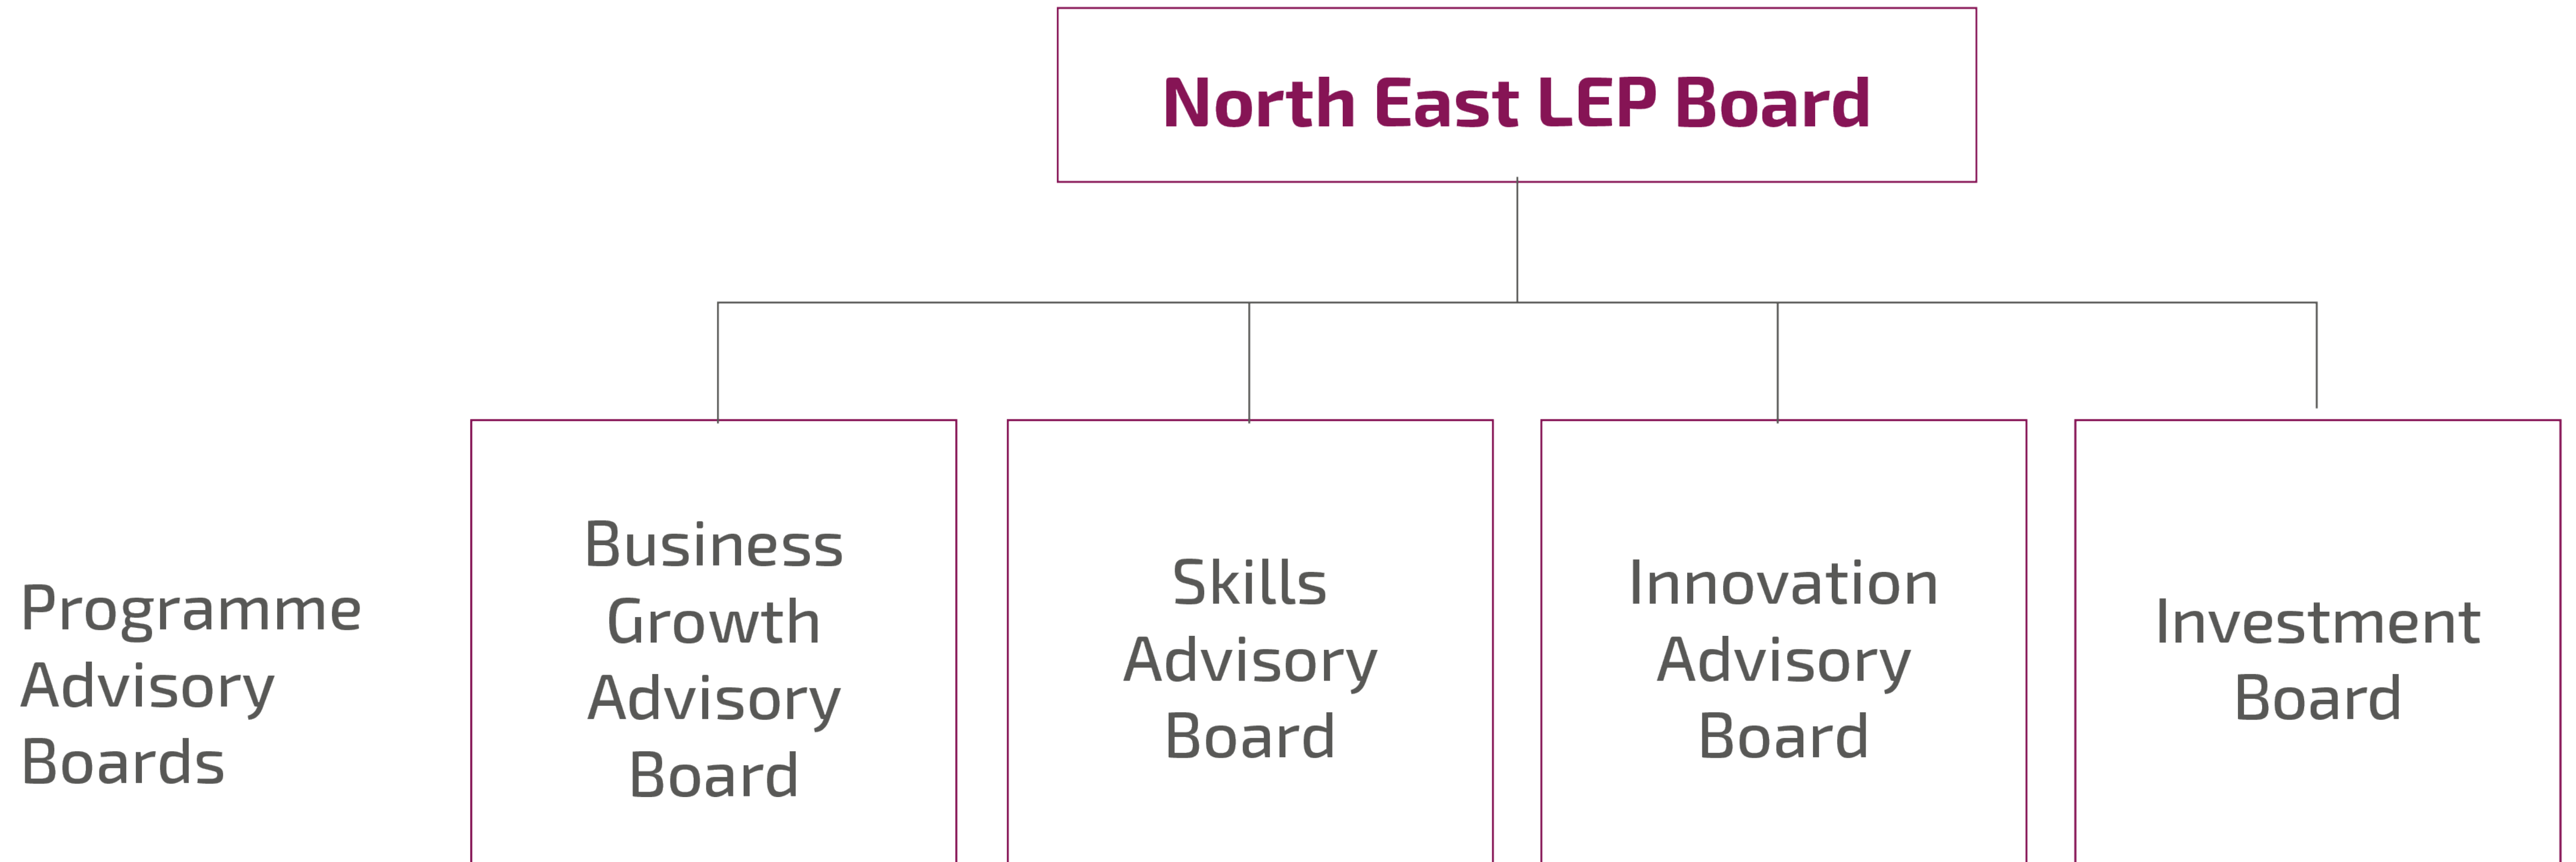 North East LEP Board
Programme
Advisory
Boards
Business
Growth
Advisory
Board
Skills
Advisory
Board
Innovation
Advisory
Board
Investment
Board